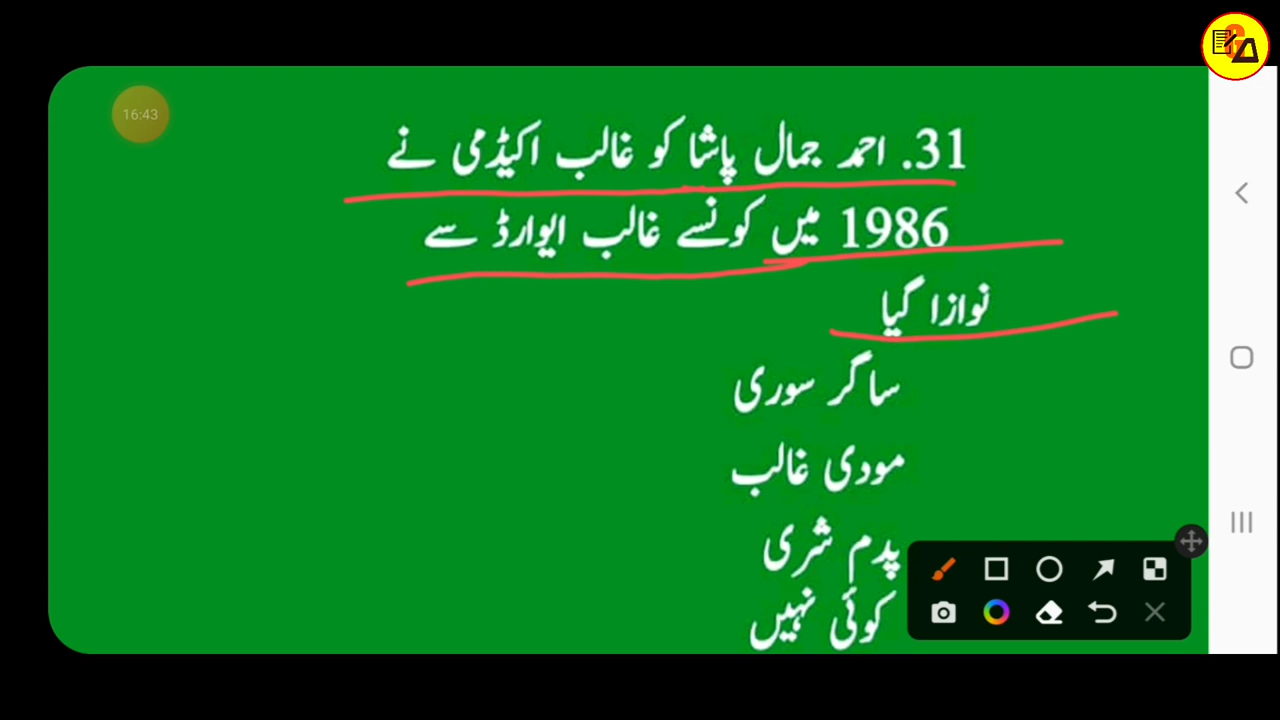 16:43
31. احمد جمال پاشا کو غالب اکیڈمی نے
1986 میں کونسے غالب ایوارڈ سے
نوازا گیا
ساگر سوری
مودی غالب
پدم شری
کوئی نہیں